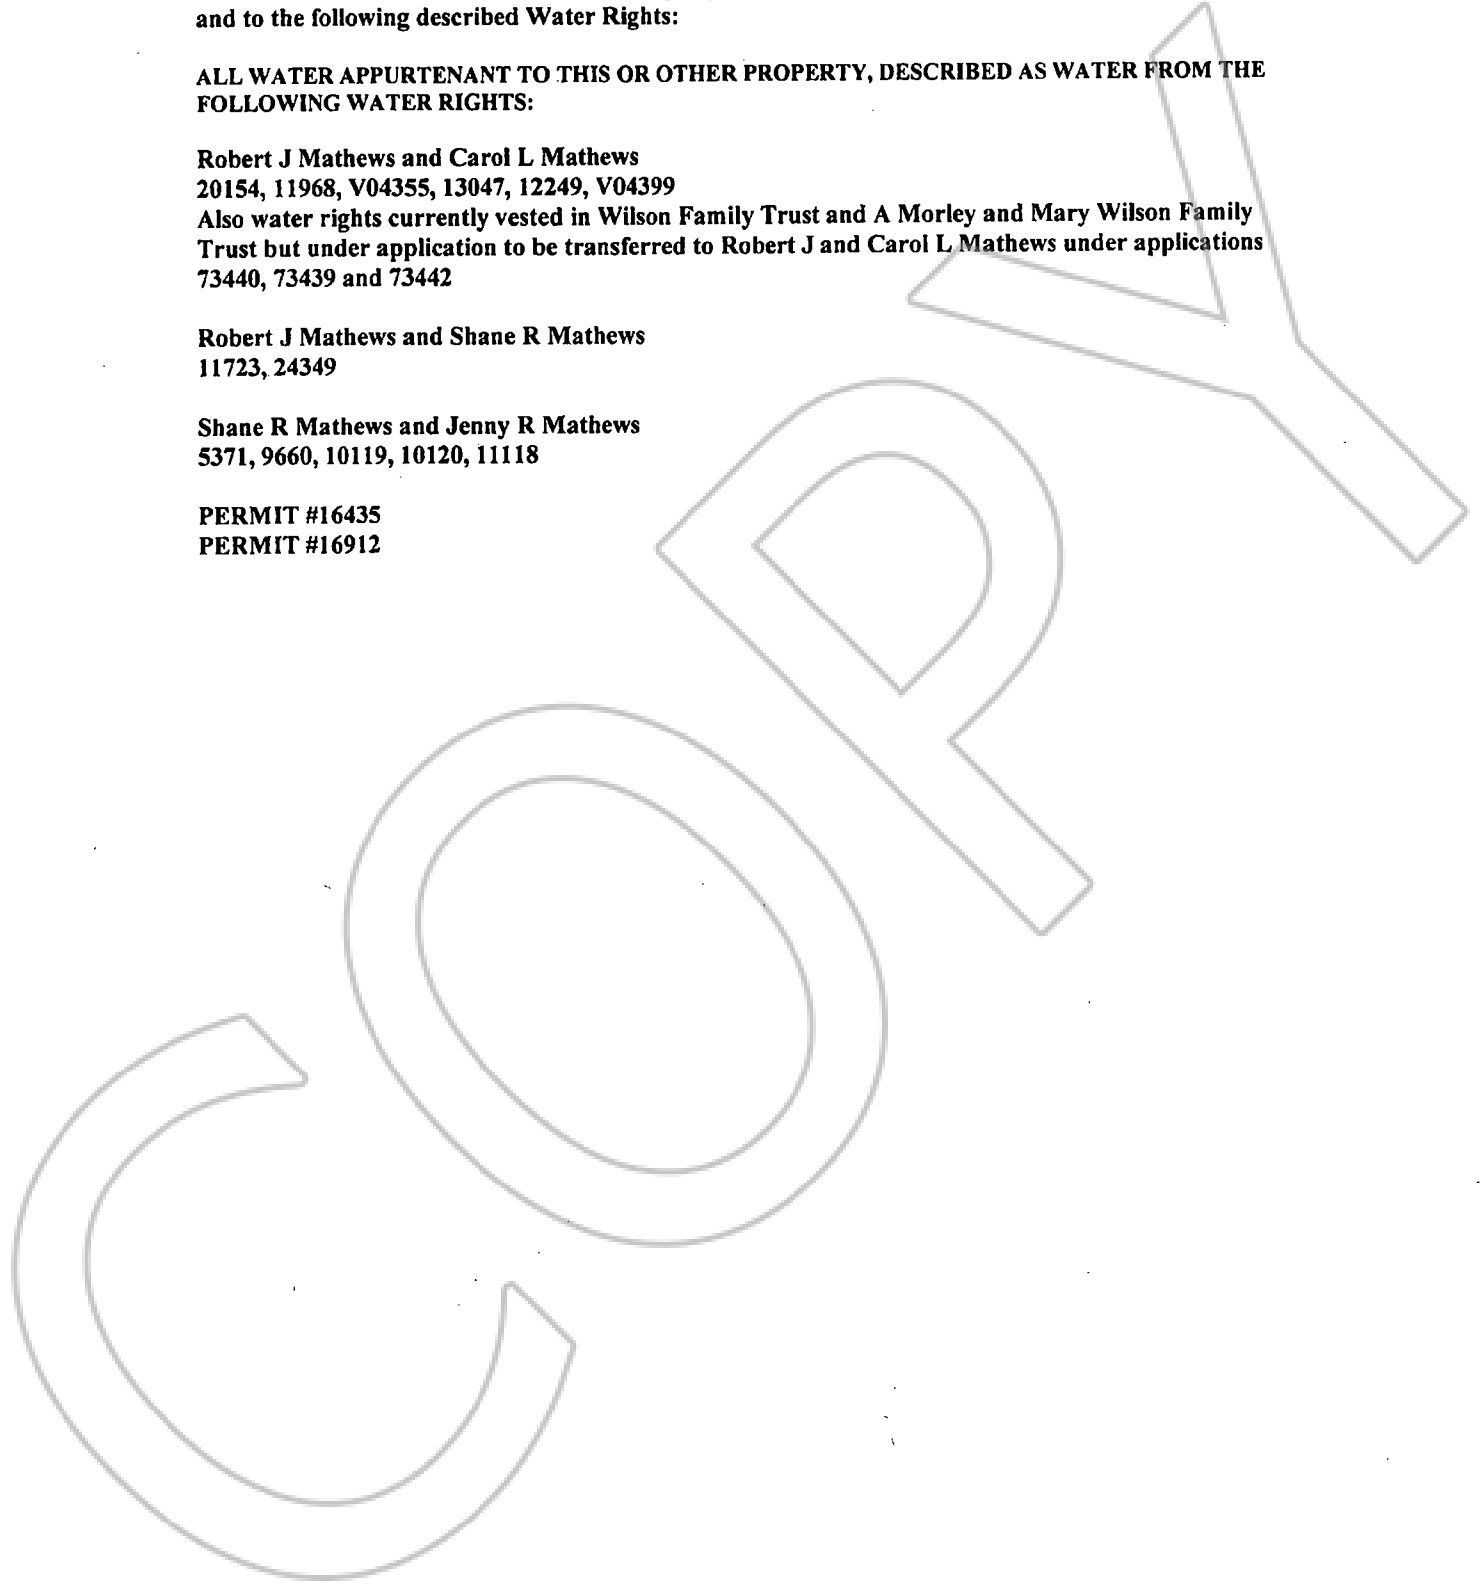 and to the following described Water Rights:
ALL WATER APPURTENANT TO THIS OR OTHER PROPERTY, DESCRIBED AS WATER FROM THE
FOLLOWING WATER RIGHTS:
Robert J Mathews and Carol L Mathews
20154, 11968, V04355, 13047, 12249, V04399
Also water rights currently vested in Wilson Family Trust and A Morley and Mary Wilson Family
Trust but under application to be transferred to Robert J and Carol L Mathews under applications
73440, 73439 and 73442
Robert J Mathews and Shane R Mathews
11723, 24349
Shane R Mathews and Jenny R Mathews
5371, 9660, 10119, 10120, 11118
PERMIT #16435
PERMIT #16912
COPY